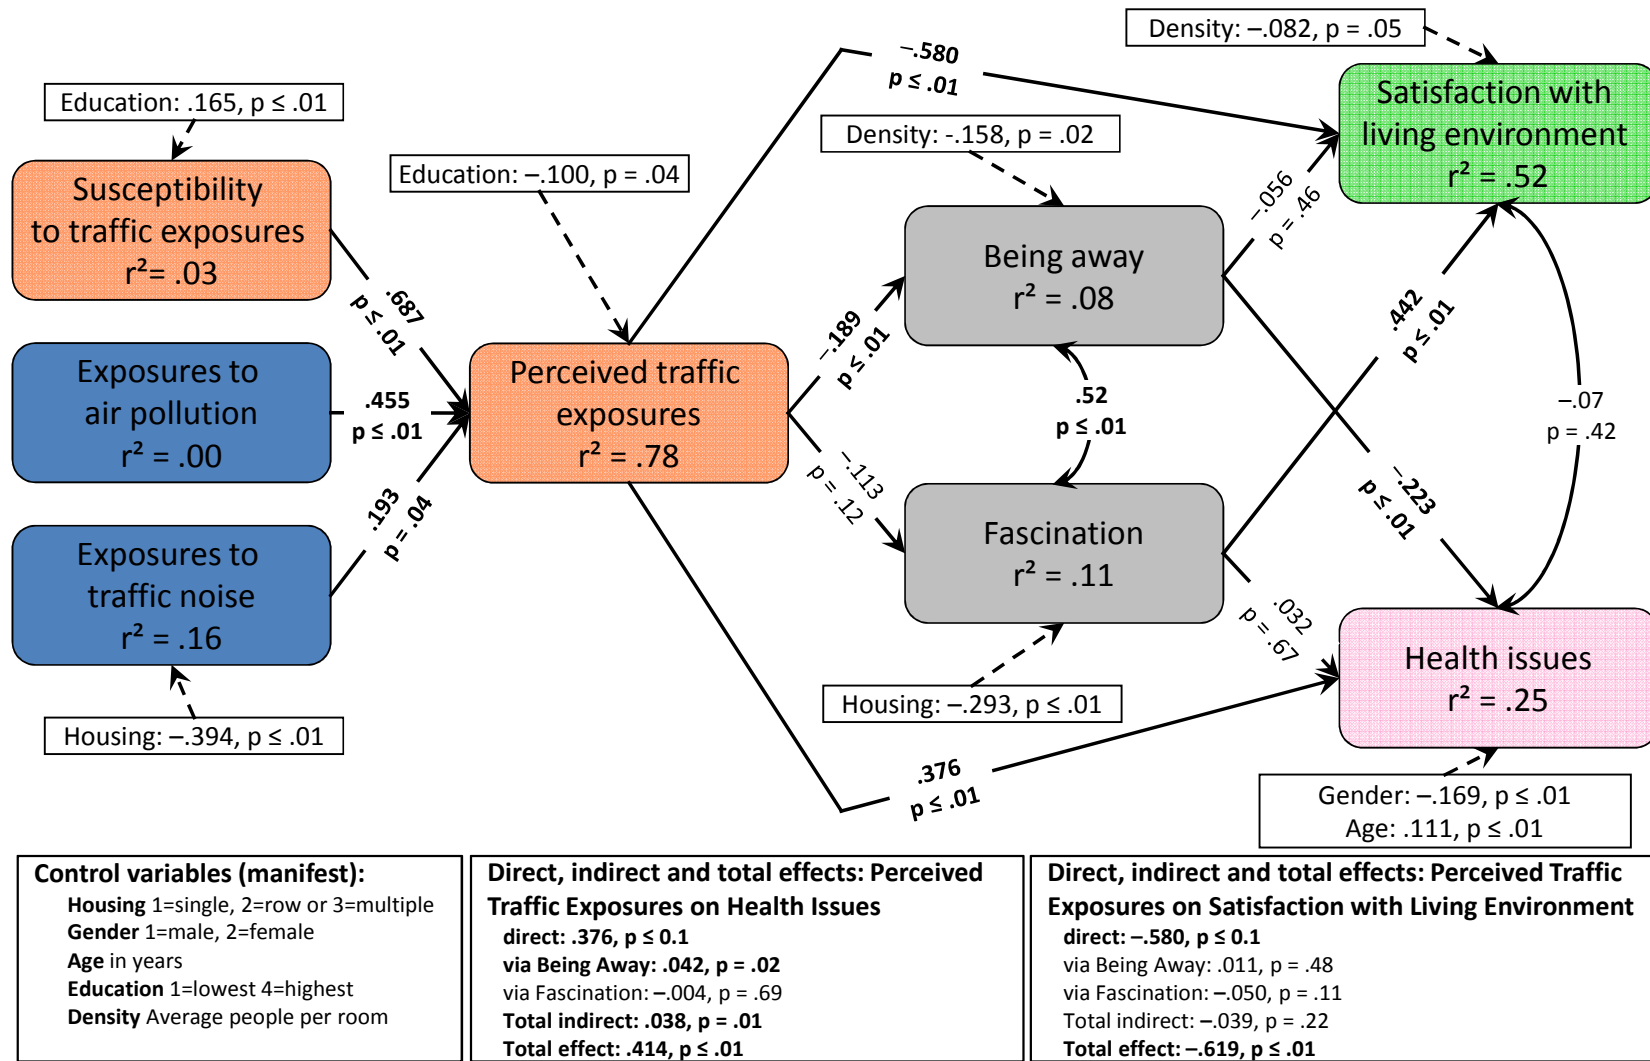 Density: –.082, p = .05
–.580
p ≤ .01
Satisfaction with
living environment
r² = .52
Education: .165, p ≤ .01
Density: -.158, p = .02
Education: –.100, p = .04
Susceptibility
to traffic exposures
r²= .03
–.056
p = .46
Being away
r² = .08
.687
p ≤ .01
–.189
p ≤ .01
.442
p ≤ .01
Exposures to
air pollution
r² = .00
.455
p ≤ .01
Perceived traffic
exposures
r² = .78
.52
p ≤ .01
–.07
p = .42
–.113
p = .12
–.223
p ≤ .01
.193
p = .04
Exposures to
traffic noise
r² = .16
Fascination
r² = .11
.032
p = .67
Health issues
r² = .25
Housing: –.293, p ≤ .01
Housing: –.394, p ≤ .01
.376
p ≤ .01
Gender: –.169, p ≤ .01
Age: .111, p ≤ .01
Control variables (manifest):
Housing 1=single, 2=row or 3=multiple
Gender 1=male, 2=female
Age in years
Education 1=lowest 4=highest
Density Average people per room
Direct, indirect and total effects: Perceived
Traffic Exposures on Health Issues
direct: .376, p ≤ 0.1
via Being Away: .042, p = .02
via Fascination: –.004, p = .69
Total indirect: .038, p = .01
Total effect: .414, p ≤ .01
Direct, indirect and total effects: Perceived Traffic
Exposures on Satisfaction with Living Environment
direct: –.580, p ≤ 0.1
via Being Away: .011, p = .48
via Fascination: –.050, p = .11
Total indirect: –.039, p = .22
Total effect: –.619, p ≤ .01